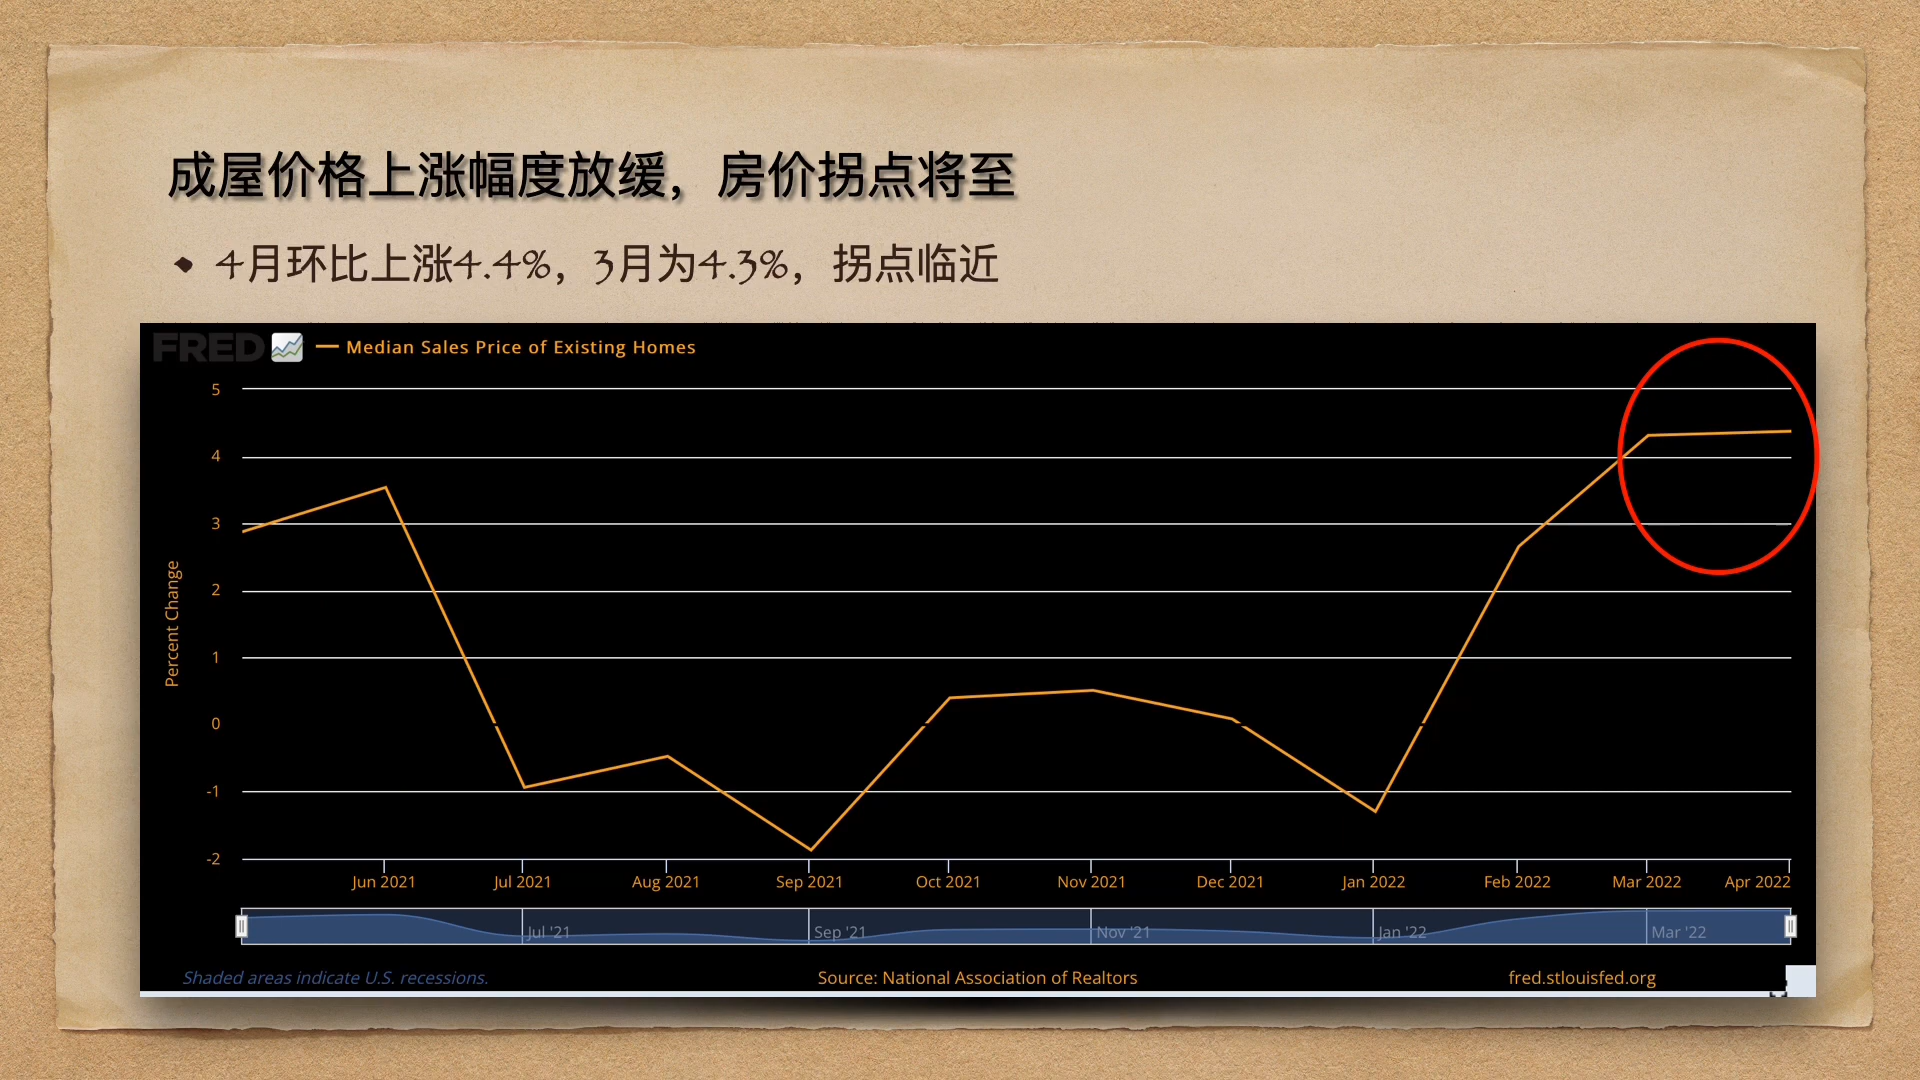 成屋价格上涨幅度放缓，房价拐点将至
4月环比上涨4.4%，3月为4.3%，拐点临近
FRED
Median Sales Price of Existing Homes
5
4
3
2
1
0
-1
-2
Percent Change
Jun 2021 Jul 2021 Aug 2021 Sep 2021 Oct 2021 Nov 2021 Dec 2021 Jan 2022 Feb 2022 Mar 2022 Apr 2022
Jul '21 Sep '21 Nov '21 Jan '22 Mar '22
Shaded areas indicate U.S. recessions. Source: National Association of Realtors fred.stlouisfed.org